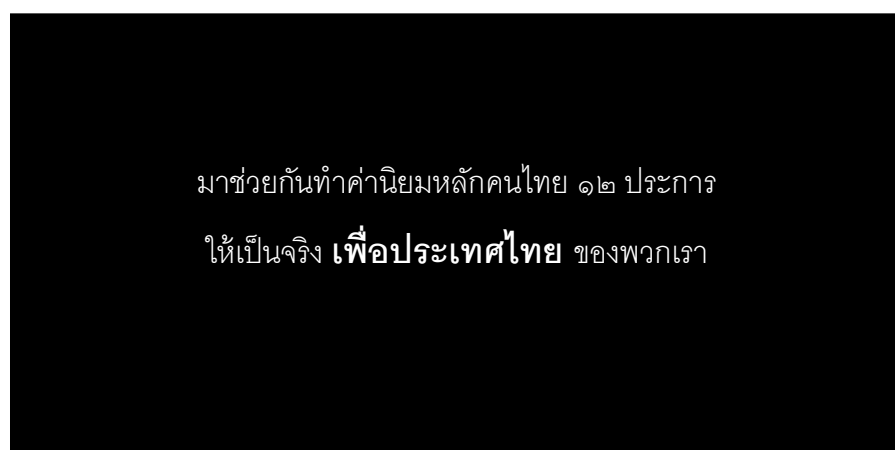 มาช่วยกันทำค่านิยมหลักคนไทย ๑๒ ประการ
ให้เป็นจริง เพื่อประเทศไทย ของพวกเรา